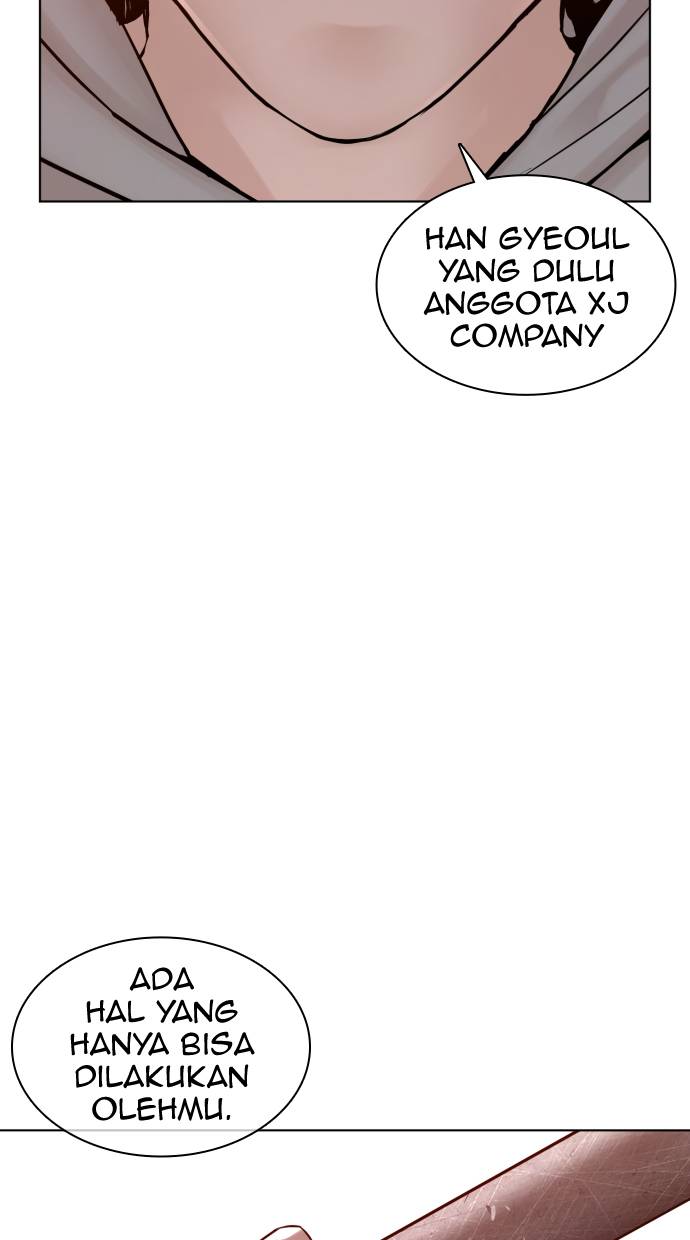 HAN GYEOUL
YANG DULU
ANGGOTA XJ
COMPANY
ADA
HAL YANG
HANYA BISA
DILAKUKAN
OLEHMU.